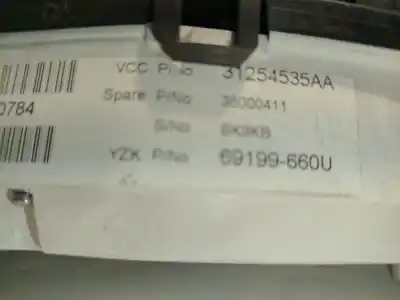 VCC P/No 31254535AA
Spare P/No 36000411
0784
S/No
YZK P/No 69199-660U